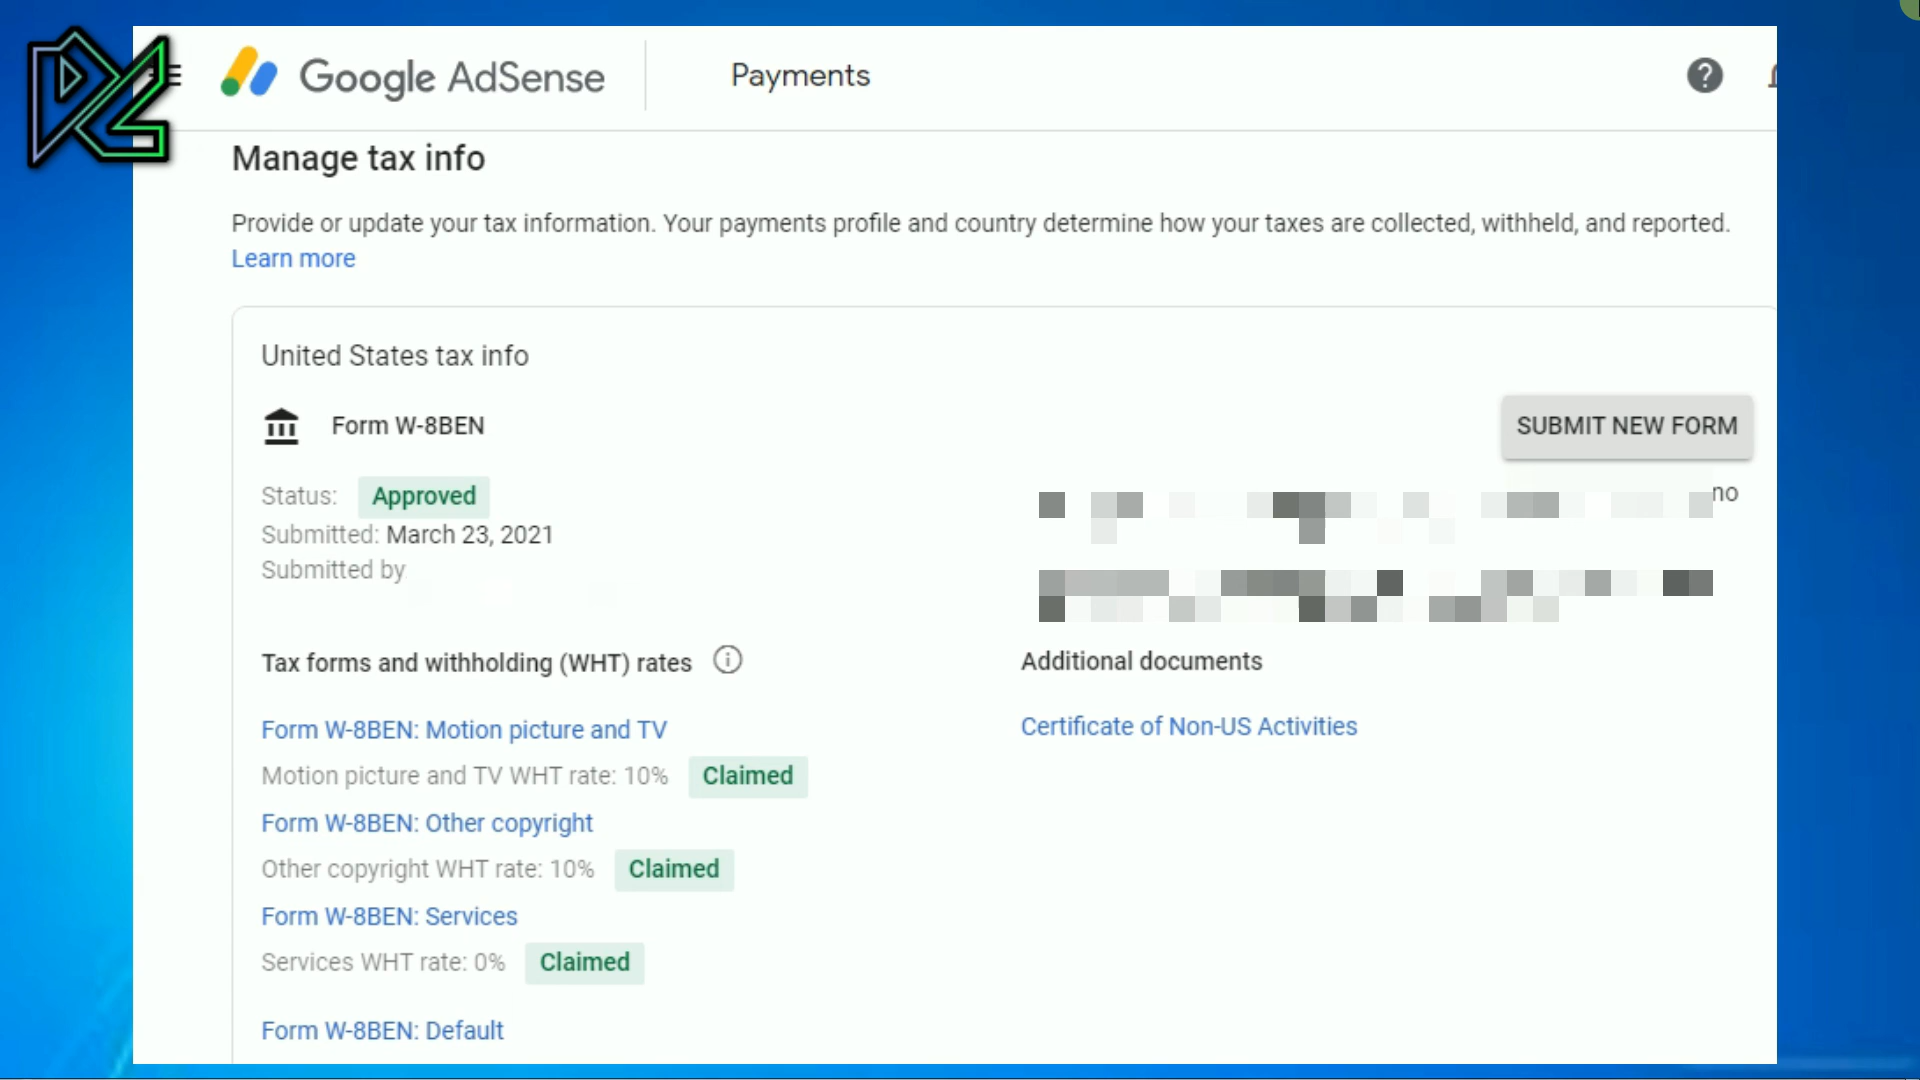 Google AdSense
Payments
Manage tax info
Provide or update your tax information. Your payments profile and country determine how your taxes are collected, withheld, and reported.
Learn more
United States tax info
Form W-8BEN
SUBMIT NEW FORM
Status: Approved
no
Submitted: March 23, 2021
Submitted by
Tax forms and withholding (WHT) rates
Additional documents
Form W-8BEN: Motion picture and TV
Certificate of Non-US Activities
Motion picture and TV WHT rate: 10% Claimed
Form W-8BEN: Other copyright
Other copyright WHT rate: 10% Claimed
Form W-8BEN: Services
Services WHT rate: 0% Claimed
Form W-8BEN: Default